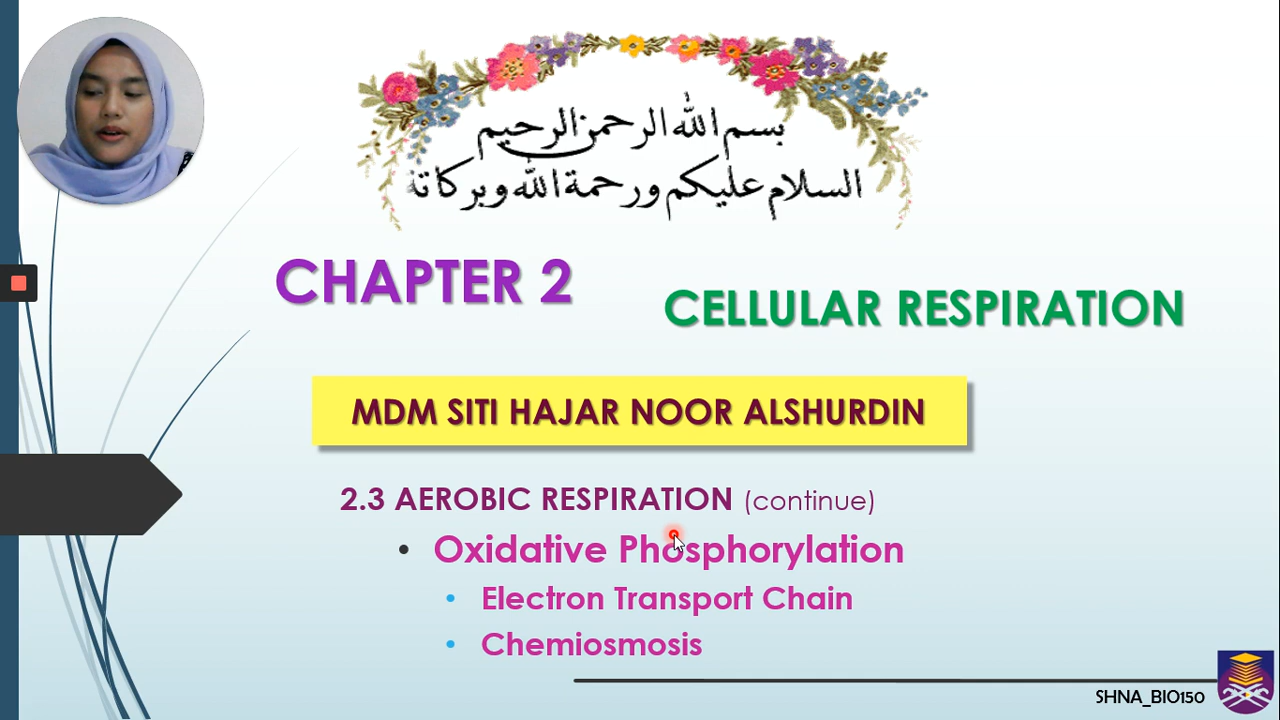 بسم الله الرحمن الرحيم
السلام عليكم ورحمة الله وبركاتة
CHAPTER 2
CELLULAR RESPIRATION
MDM SITI HAJAR NOOR ALSHURDIN
2.3 AEROBIC RESPIRATION (continue)
• Oxidative Phosphorylation
• Electron Transport Chain
• Chemiosmosis
SHNA_BIO150